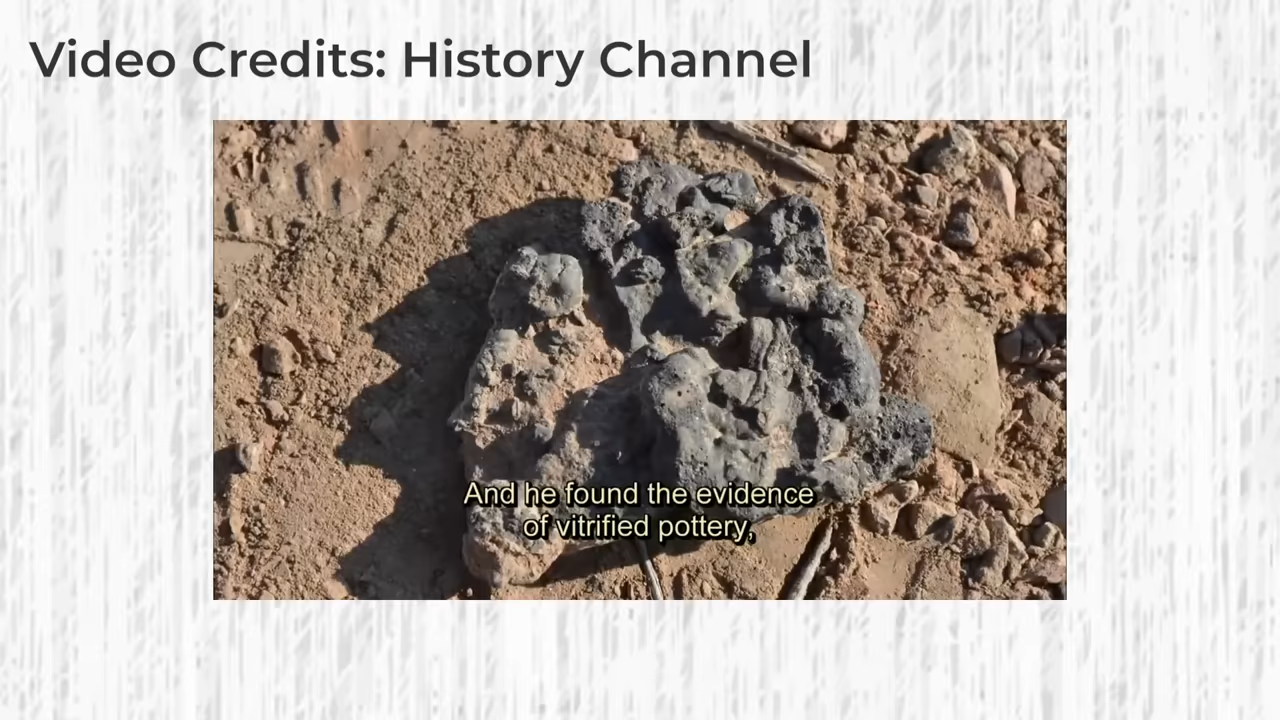 Video Credits: History Channel
And he found the evidence
of vitrified pottery,